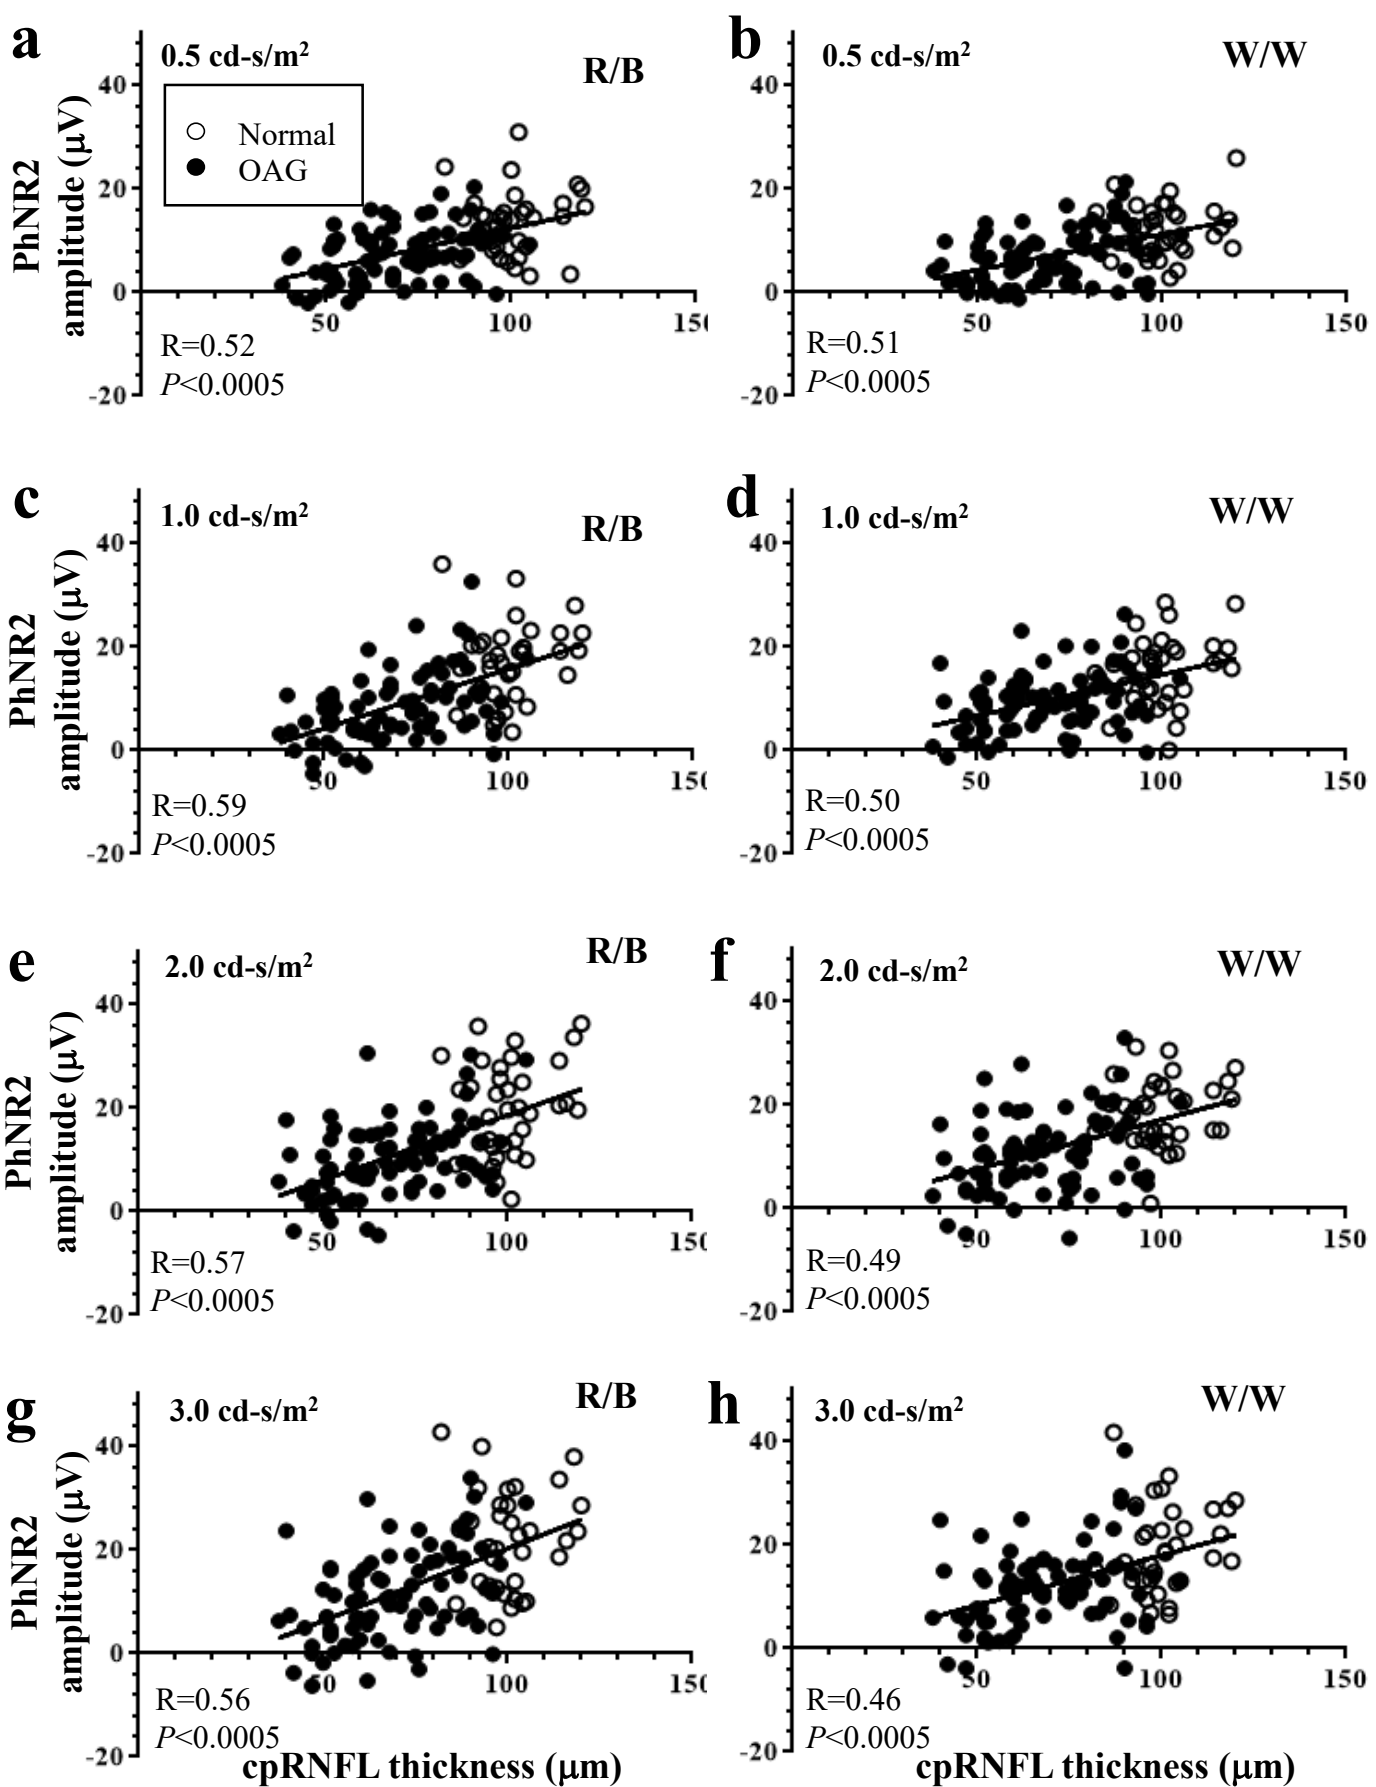 a
0.5 cd-s/m²
R/B
Normal
OAG
PhNR2
amplitude (μV)
40
20
0
-20
50
100
150
R=0.52
P<0.0005
b
0.5 cd-s/m²
W/W
40
20
0
-20
50
100
150
R=0.51
P<0.0005
c
1.0 cd-s/m²
R/B
PhNR2
amplitude (μV)
40
20
0
-20
50
100
150
R=0.59
P<0.0005
d
1.0 cd-s/m²
W/W
40
20
0
-20
50
100
150
R=0.50
P<0.0005
e
2.0 cd-s/m²
R/B
PhNR2
amplitude (μV)
40
20
0
-20
50
100
150
R=0.57
P<0.0005
f
2.0 cd-s/m²
W/W
40
20
0
-20
50
100
150
R=0.49
P<0.0005
g
3.0 cd-s/m²
R/B
PhNR2
amplitude (μV)
40
20
0
-20
50
100
150
R=0.56
P<0.0005
cpRNFL thickness (μm)
h
3.0 cd-s/m²
W/W
40
20
0
-20
50
100
150
R=0.46
P<0.0005
cpRNFL thickness (μm)